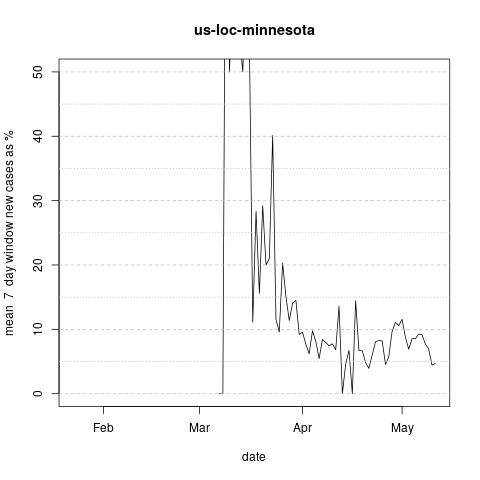 us-loc-minnesota
mean  7  day window new cases as %
50
40
30
20
10
0
Feb
Mar
Apr
May
date